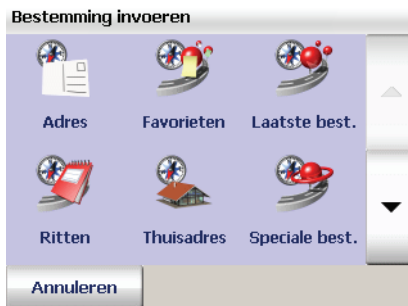 Bestemming invoeren
Adres Favorieten Laatste best.
Ritten Thuisadres Speciale best.
Annuleren